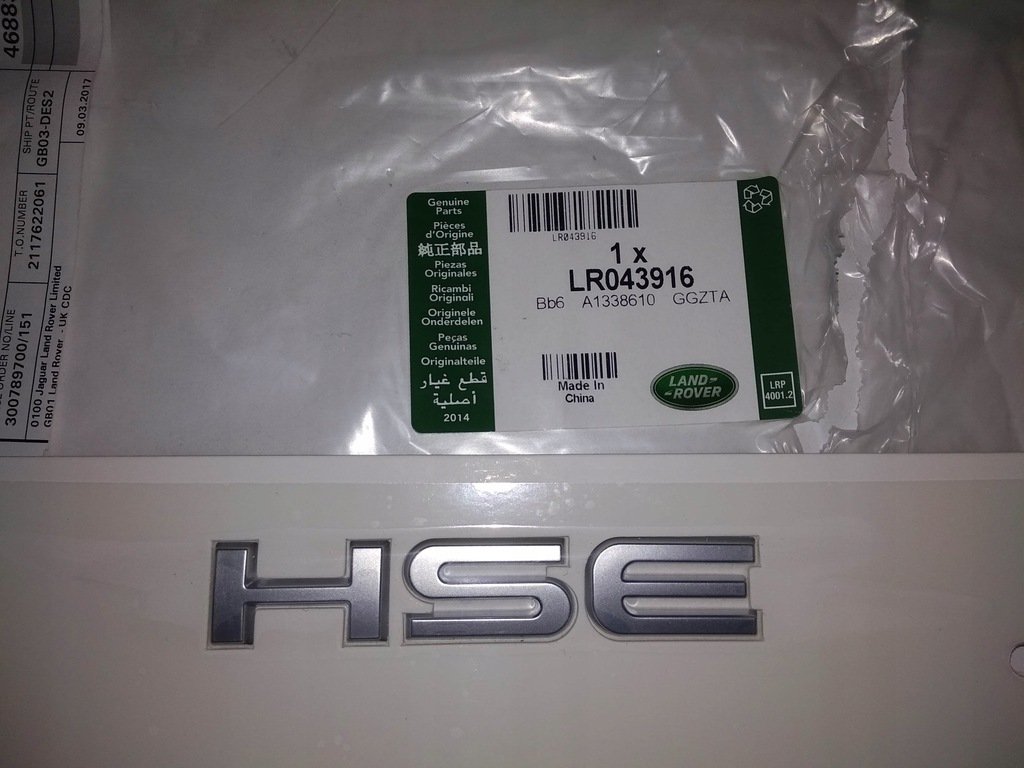 4688
SHIP PT/ROUTE
GB03-DES2
09.03.2017
T.O.NUMBER
2117622061
ORDER NO/LINE
300789700/151
0100 Jaguar Land Rover Limited
GB01 Land Rover - UK CDC
Genuine
Parts
Pièces
d'Origine
純正部品
Piezas
Originales
Ricambi
Originali
Originele
Onderdelen
Peças
Genuinas
Originalteile
قطع غيار
أصلية
2014
LR043916
1 x
LR043916
Bb6 A1338610 GGZTA
Made In
China
LAND-
-ROVER
LRP
4001.2
HSE